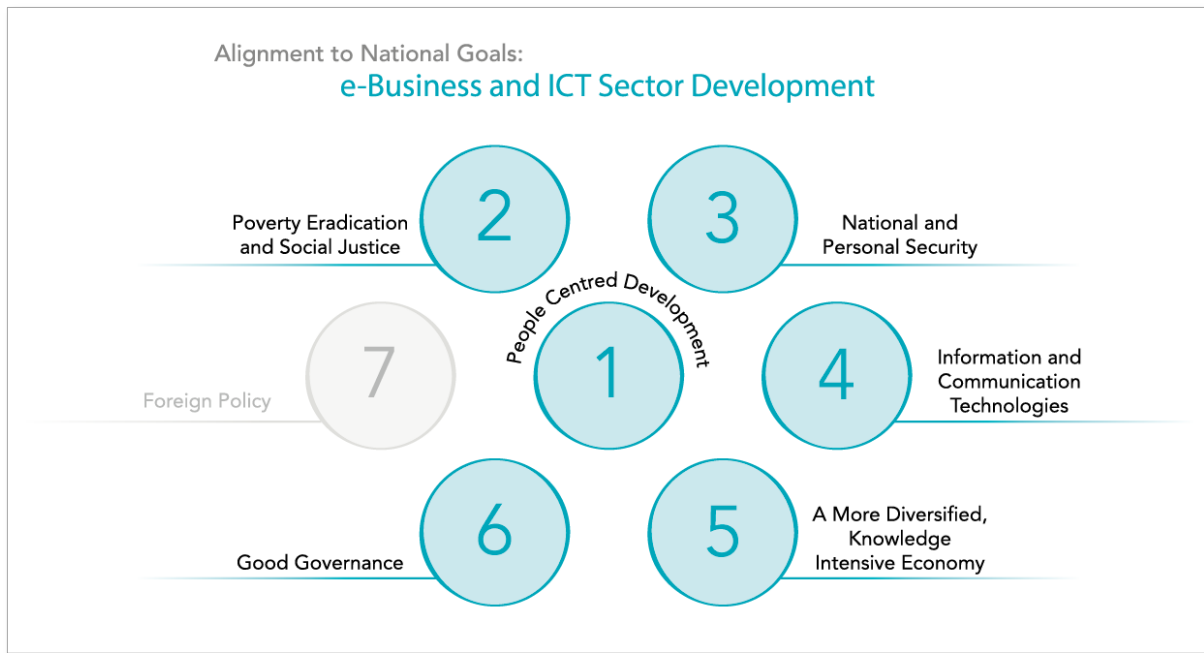 Alignment to National Goals:
e-Business and ICT Sector Development
2
Poverty Eradication
and Social Justice
3
National and
Personal Security
People Centred Development
1
7
Foreign Policy
4
Information and
Communication
Technologies
6
Good Governance
5
A More Diversified,
Knowledge
Intensive Economy